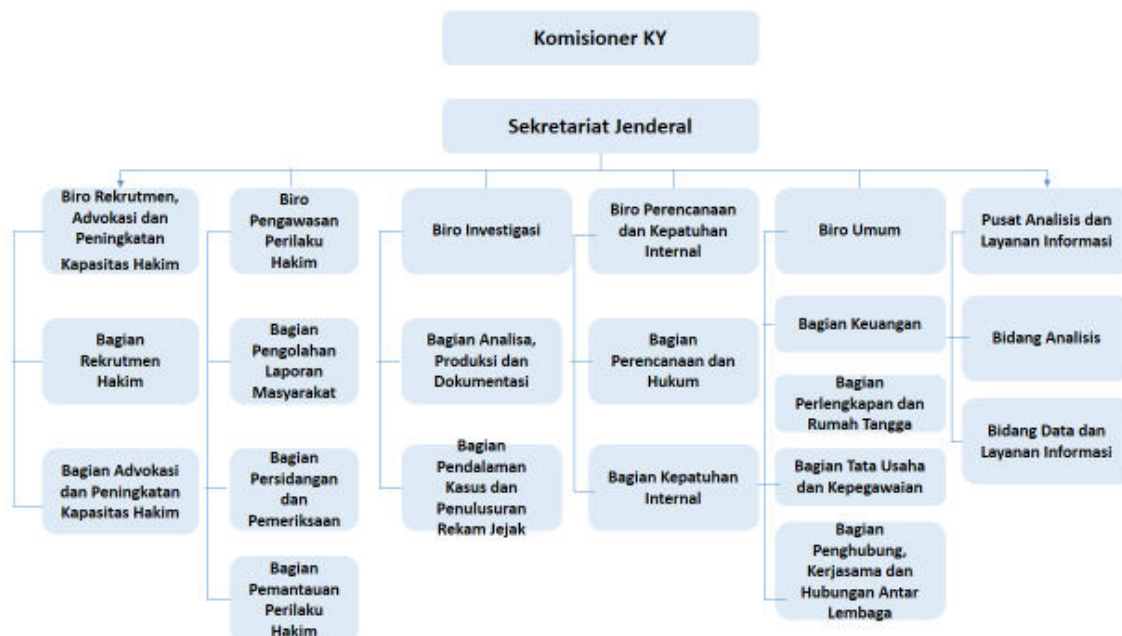 Komisioner KY
Sekretariat Jenderal
Biro Rekrutmen,
Advokasi dan
Peningkatan
Kapasitas Hakim
Biro
Pengawasan
Perilaku
Hakim
Biro Investigasi
Biro Perencanaan
dan Kepatuhan
Internal
Biro Umum
Pusat Analisis dan
Layanan Informasi
Bagian
Rekrutmen
Hakim
Bagian
Pengolahan
Laporan
Masyarakat
Bagian Analisa,
Produksi dan
Dokumentasi
Bagian
Perencanaan dan
Hukum
Bagian Keuangan
Bidang Analisis
Bagian
Perlengkapan dan
Rumah Tangga
Bagian Advokasi
dan Peningkatan
Kapasitas Hakim
Bagian
Persidangan
dan
Pemeriksaan
Bagian
Pendalaman
Kasus dan
Penulusuran
Rekam Jejak
Bagian Kepatuhan
Internal
Bagian Tata Usaha
dan Kepegawaian
Bidang Data dan
Layanan Informasi
Bagian
Pemantauan
Perilaku
Hakim
Bagian
Penghubung,
Kerjasama dan
Hubungan Antar
Lembaga